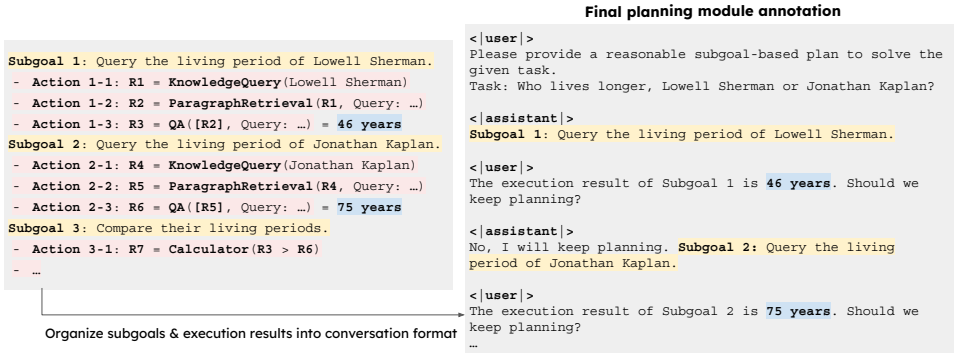 Final planning module annotation
Subgoal 1: Query the living period of Lowell Sherman.
- Action 1-1: R1 = KnowledgeQuery(Lowell Sherman)
- Action 1-2: R2 = ParagraphRetrieval(R1, Query: …)
- Action 1-3: R3 = QA([R2], Query: …) = 46 years
Subgoal 2: Query the living period of Jonathan Kaplan.
- Action 2-1: R4 = KnowledgeQuery(Jonathan Kaplan)
- Action 2-2: R5 = ParagraphRetrieval(R4, Query: …)
- Action 2-3: R6 = QA([R5], Query: …) = 75 years
Subgoal 3: Compare their living periods.
- Action 3-1: R7 = Calculator(R3 > R6)
- …
Organize subgoals & execution results into conversation format
<|user|>
Please provide a reasonable subgoal-based plan to solve the
given task.
Task: Who lives longer, Lowell Sherman or Jonathan Kaplan?
<|assistant|>
Subgoal 1: Query the living period of Lowell Sherman.
<|user|>
The execution result of Subgoal 1 is 46 years. Should we
keep planning?
<|assistant|>
No, I will keep planning. Subgoal 2: Query the living
period of Jonathan Kaplan.
<|user|>
The execution result of Subgoal 2 is 75 years. Should we
keep planning?
…